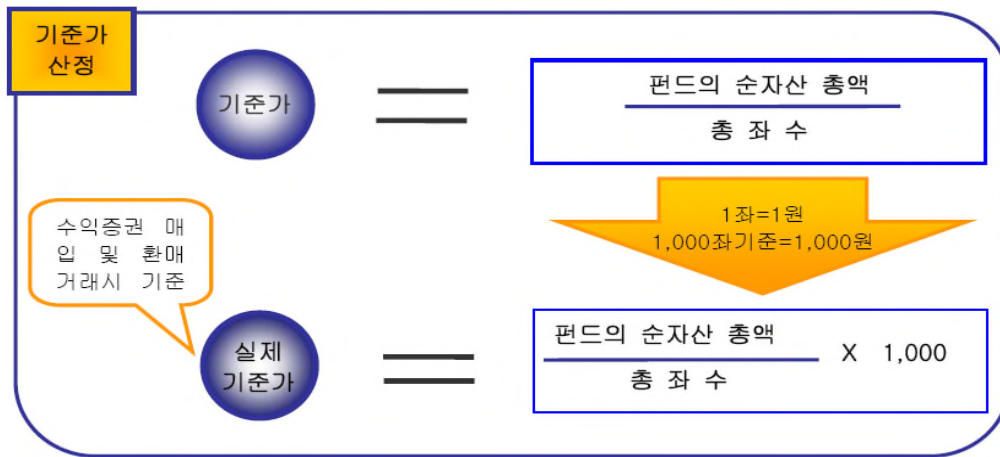 기준가
산정
기준가
펀드의 순자산 총액
총 좌 수
1좌=1원
1,000좌기준=1,000원
수익증권 매
입 및 환매
거래시 기준
실제
기준가
펀드의 순자산 총액
총 좌 수
X 1,000